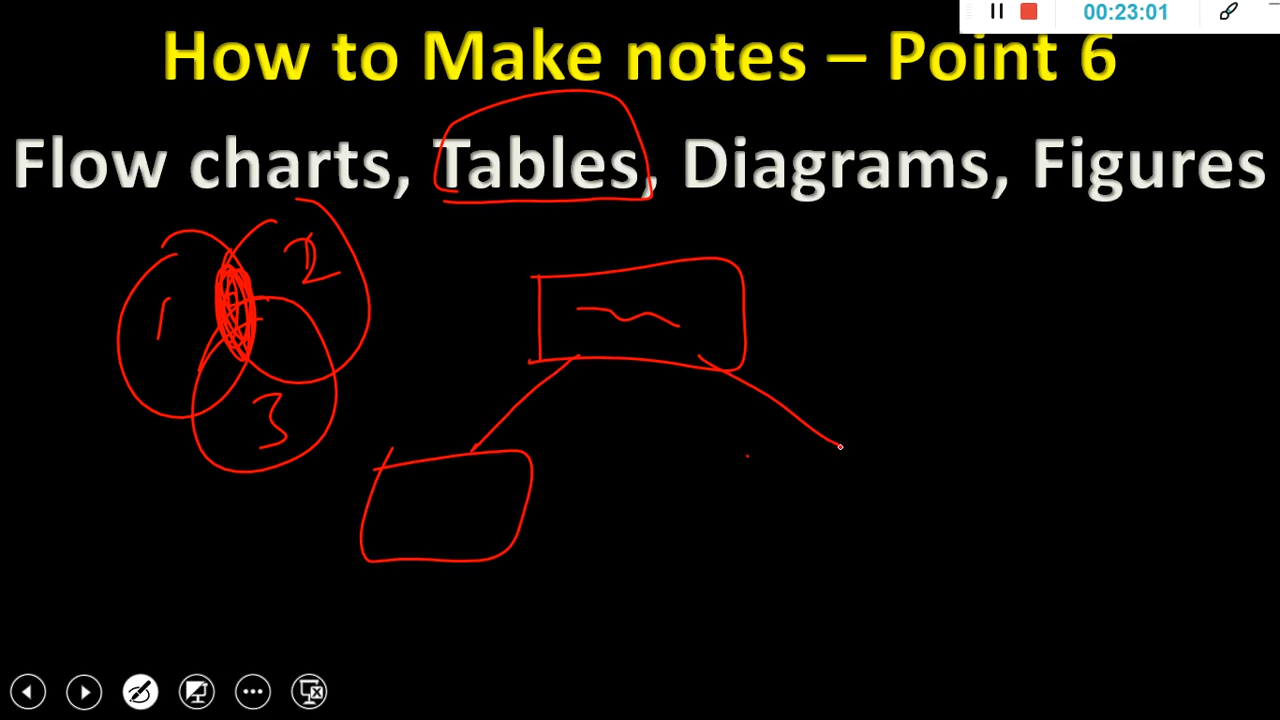 00:23:01
How to Make notes – Point 6
Flow charts, Tables, Diagrams, Figures
1
2
3